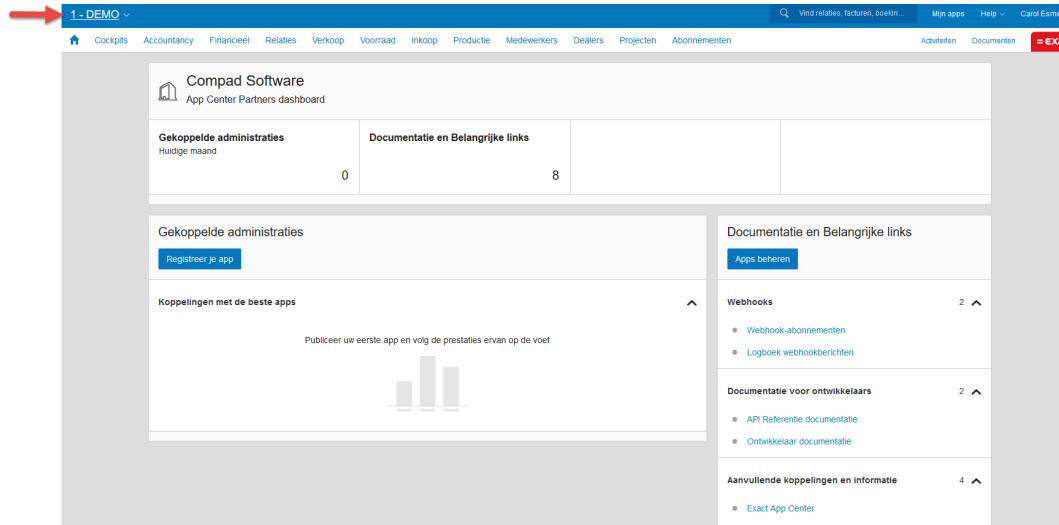 1 - DEMO
Vind relaties, facturen, boekin...
Mijn apps
Help
Carol Esme
Cockpits
Accountancy
Financieel
Relaties
Verkoop
Voorraad
Inkoop
Productie
Medewerkers
Dealers
Projecten
Abonnementen
Activiteiten
Documenten
Compad Software
App Center Partners dashboard
Gekoppelde administraties
Huidige maand
0
Documentatie en Belangrijke links
8
Gekoppelde administraties
Registreer je app
Koppelingen met de beste apps
Publiceer uw eerste app en volg de prestaties ervan op de voet
Documentatie en Belangrijke links
Apps beheren
Webhooks 2
Webhook-abonnementen
Logboek webhookberichten
Documentatie voor ontwikkelaars 2
API Referentie documentatie
Ontwikkelaar documentatie
Aanvullende koppelingen en informatie 4
Exact App Center